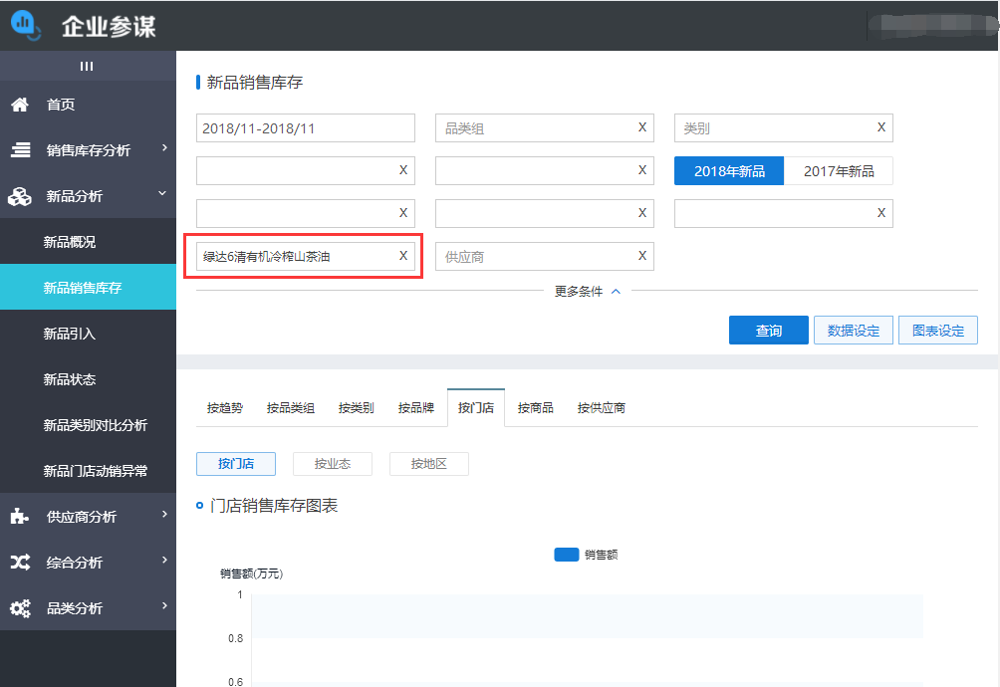 企业参谋
首页
销售库存分析
新品分析
新品概况
新品销售库存
新品引入
新品状态
新品类别对比分析
新品门店动销异常
供应商分析
综合分析
品类分析
新品销售库存
2018/11-2018/11 品类组 X 类别 X
X X 2018年新品 2017年新品
X X X
绿达6清有机冷榨山茶油 X 供应商 X
更多条件
查询 数据设定 图表设定
按趋势 按品类组 按类别 按品牌 按门店 按商品 按供应商
按门店 按业态 按地区
门店销售库存图表
销售额
销售额(万元)
1
0.8
0.6